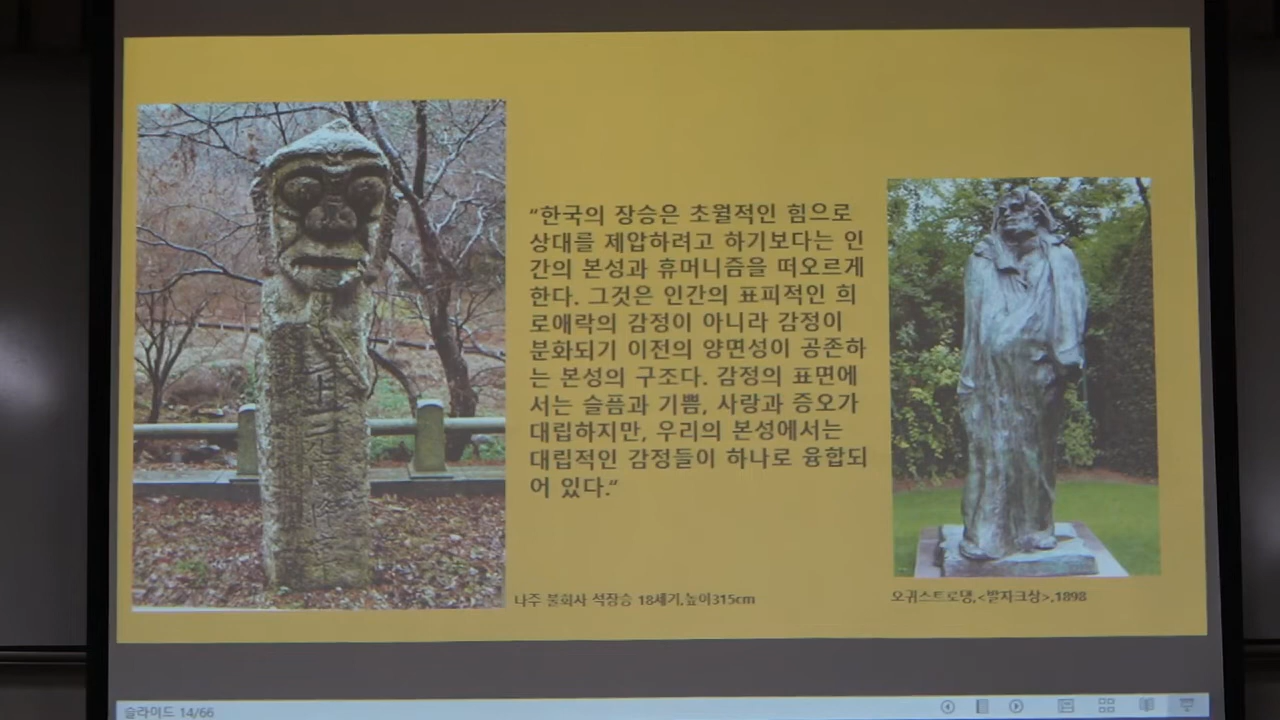 “한국의 장승은 초월적인 힘으로
상대를 제압하려고 하기보다는 인
간의 본성과 휴머니즘을 떠오르게
한다. 그것은 인간의 표피적인 희
로애락의 감정이 아니라 감정이
분화되기 이전의 양면성이 공존하
는 본성의 구조다. 감정의 표면에
서는 슬픔과 기쁨, 사랑과 증오가
대립하지만, 우리의 본성에서는
대립적인 감정들이 하나로 융합되
어 있다.“
나주 불회사 석장승 18세기,높이315cm
오귀스트로댕,<발자크상>,1898
슬라이드 14/66